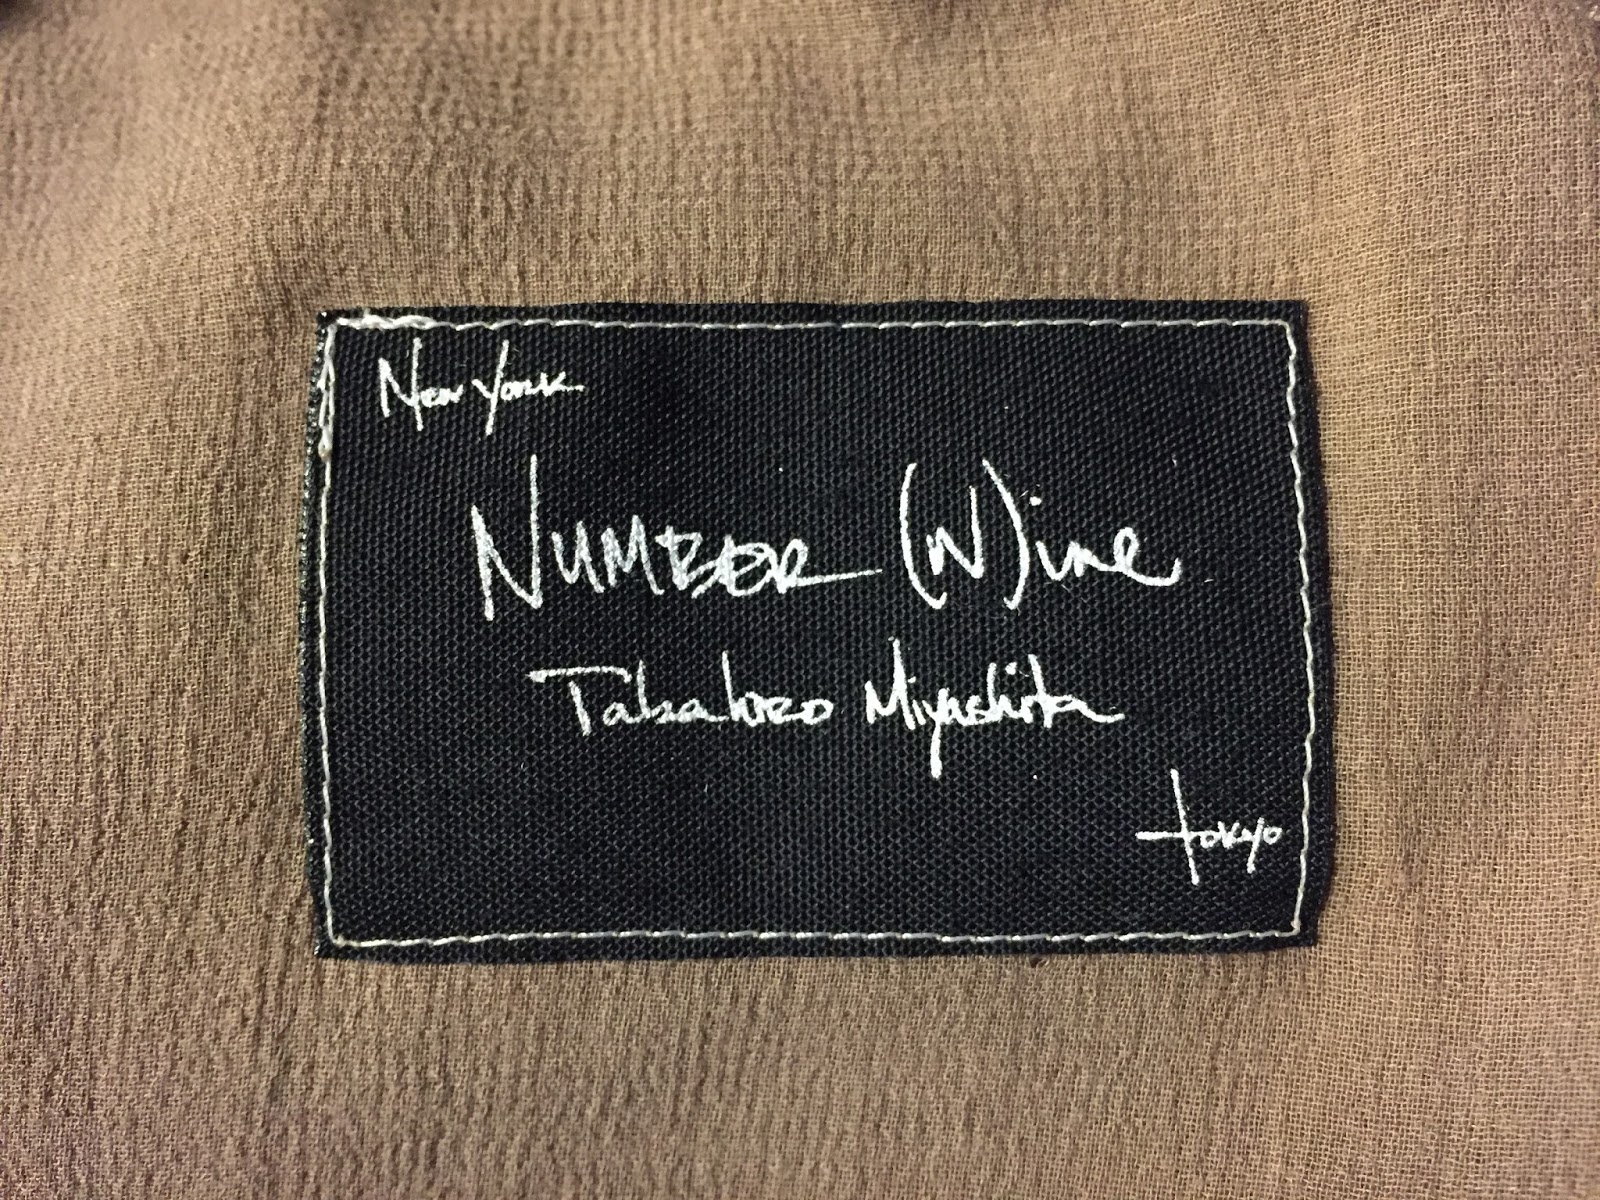 New York
NUMBER (N)ine
Takahiro Miyashita
tokyo